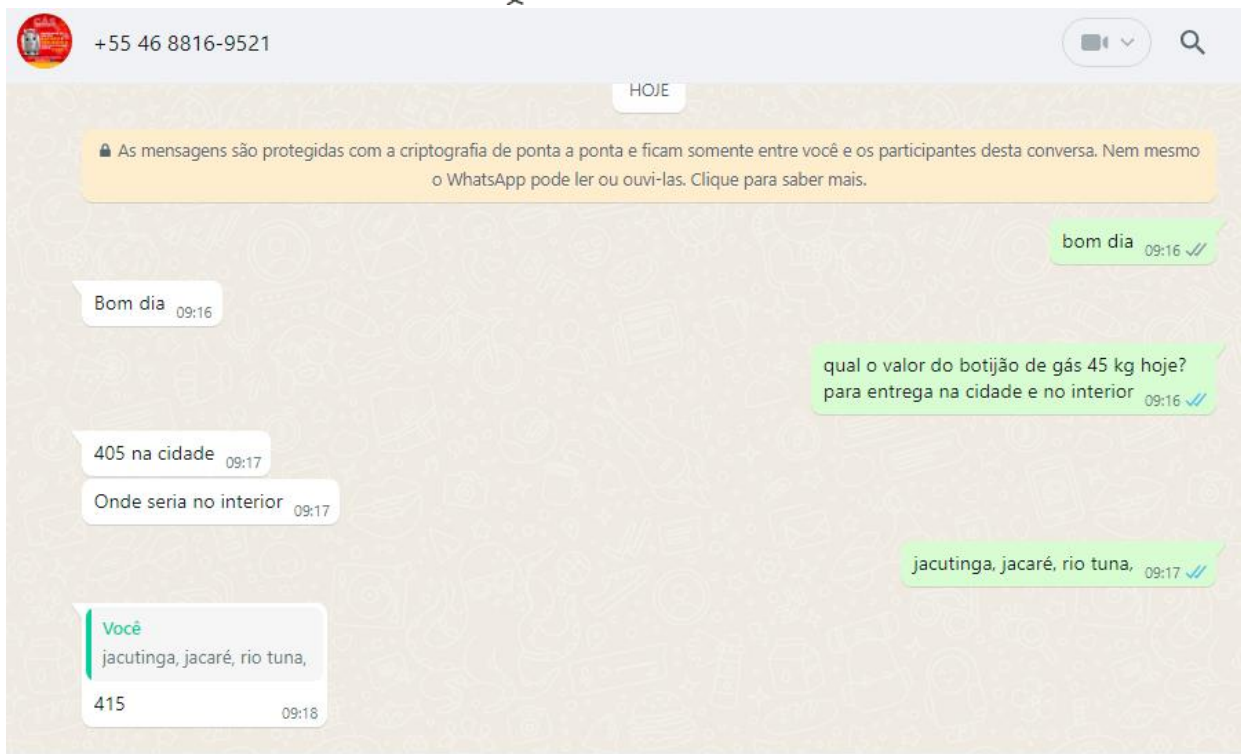 GÁS
+55 46 8816-9521
HOJE
As mensagens são protegidas com a criptografia de ponta a ponta e ficam somente entre você e os participantes desta conversa. Nem mesmo
o WhatsApp pode ler ou ouvi-las. Clique para saber mais.
bom dia 09:16
Bom dia 09:16
qual o valor do botijão de gás 45 kg hoje?
para entrega na cidade e no interior 09:16
405 na cidade 09:17
Onde seria no interior 09:17
jacutinga, jacaré, rio tuna, 09:17
Você
jacutinga, jacaré, rio tuna,
415 09:18